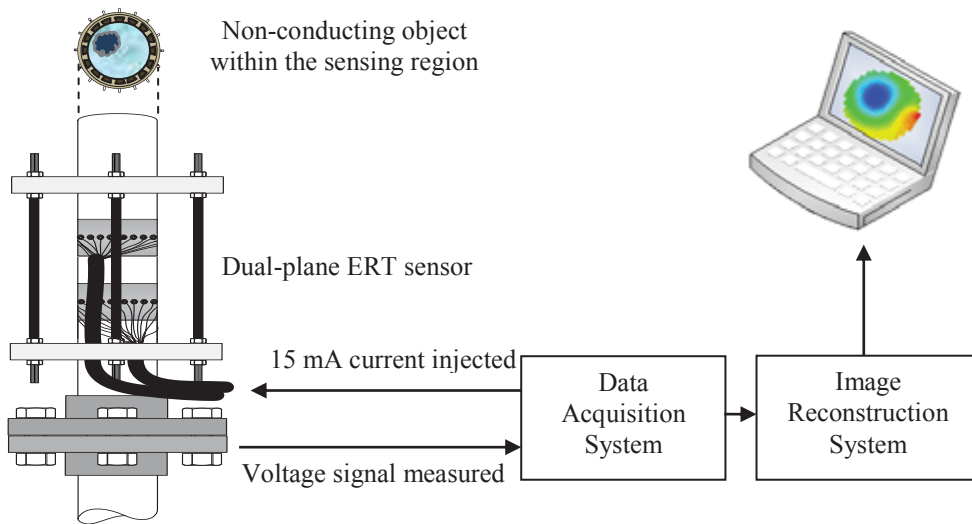 Non-conducting object
within the sensing region
Dual-plane ERT sensor
15 mA current injected
Data
Acquisition
System
Image
Reconstruction
System
Voltage signal measured